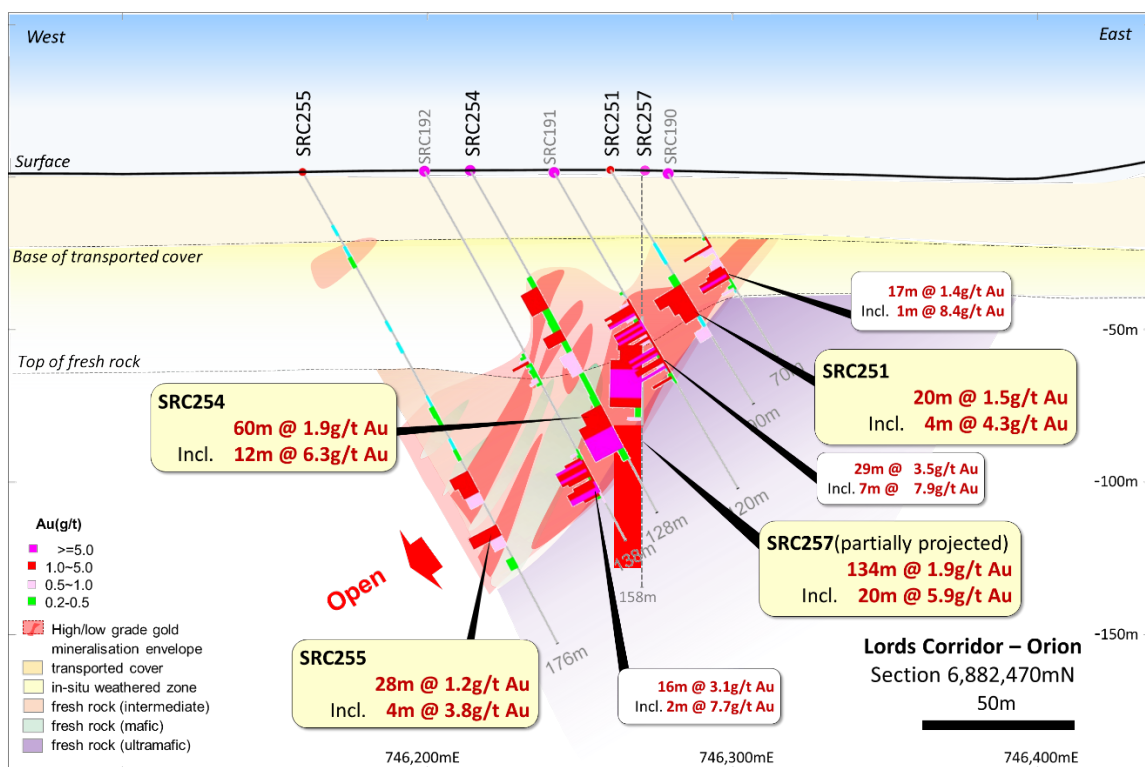 West
East
SRC255
SRC192
SRC254
SRC191
SRC251
SRC257
SRC190
Surface
Base of transported cover
17m @ 1.4g/t Au
Incl. 1m @ 8.4g/t Au
-50m
Top of fresh rock
70m
SRC251
20m @ 1.5g/t Au
Incl. 4m @ 4.3g/t Au
SRC254
60m @ 1.9g/t Au
Incl. 12m @ 6.3g/t Au
29m @ 3.5g/t Au
Incl. 7m @ 7.9g/t Au
-100m
120m
128m
138m
158m
176m
SRC257(partially projected)
134m @ 1.9g/t Au
Incl. 20m @ 5.9g/t Au
Au(g/t)
>=5.0
1.0~5.0
0.5~1.0
0.2-0.5
High/low grade gold
mineralisation envelope
transported cover
in-situ weathered zone
fresh rock (intermediate)
fresh rock (mafic)
fresh rock (ultramafic)
Open
SRC255
28m @ 1.2g/t Au
Incl. 4m @ 3.8g/t Au
16m @ 3.1g/t Au
Incl. 2m @ 7.7g/t Au
-150m
Lords Corridor – Orion
Section 6,882,470mN
50m
746,200mE
746,300mE
746,400mE